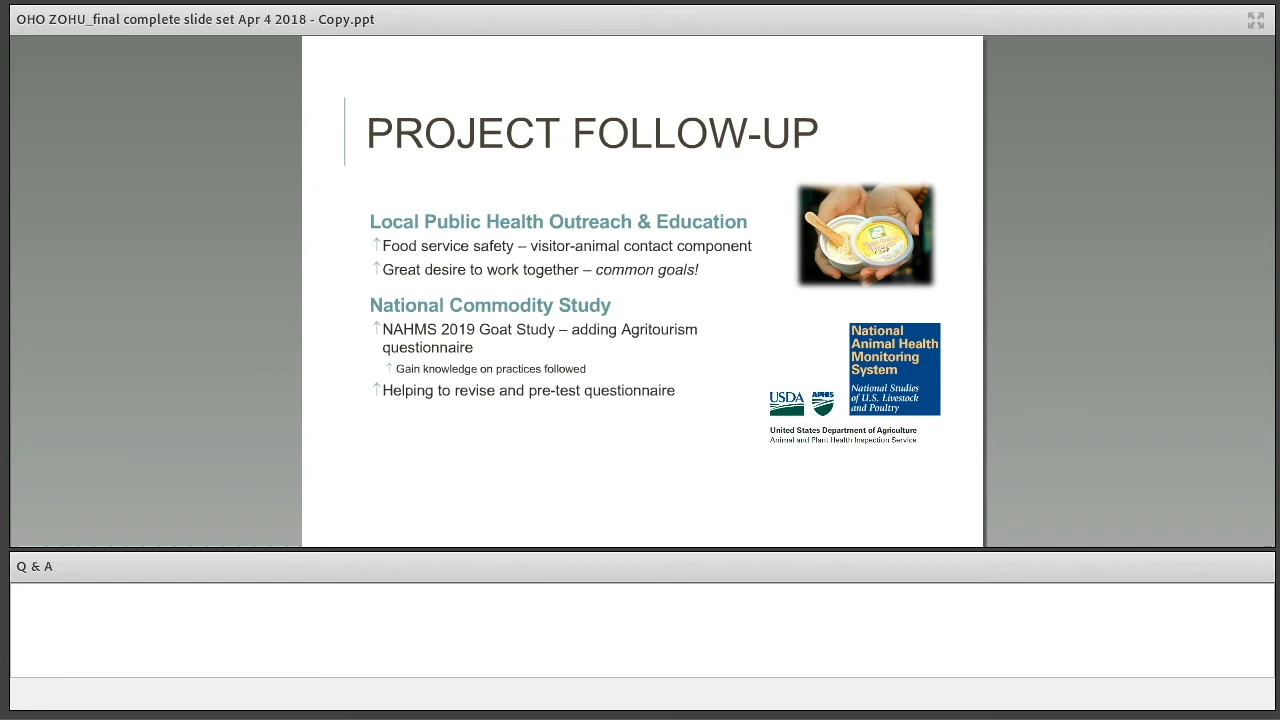 OHO ZOHU_final complete slide set Apr 4 2018 - Copy.ppt
PROJECT FOLLOW-UP
Local Public Health Outreach & Education
↑Food service safety – visitor-animal contact component
↑Great desire to work together – common goals!
National Commodity Study
↑NAHMS 2019 Goat Study – adding Agritourism
questionnaire
↑Gain knowledge on practices followed
↑Helping to revise and pre-test questionnaire
National
Animal Health
Monitoring
System
National Studies
of U.S. Livestock
and Poultry
USDA APHIS
United States Department of Agriculture
Animal and Plant Health Inspection Service
Q & A